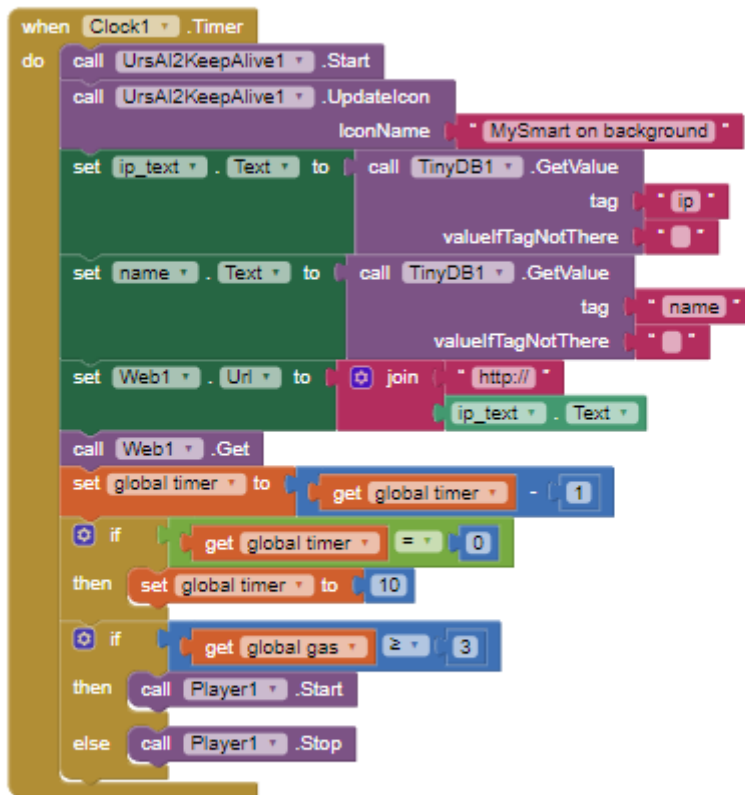 when Clock1 .Timer
do call UrsAI2KeepAlive1 .Start
call UrsAI2KeepAlive1 .UpdateIcon
IconName " MySmart on background "
set ip_text . Text to call TinyDB1 .GetValue
tag " ip "
valueIfTagNotThere " "
set name . Text to call TinyDB1 .GetValue
tag " name "
valueIfTagNotThere " "
set Web1 . Url to join " http:// "
ip_text . Text
call Web1 .Get
set global timer to get global timer - 1
if get global timer = 0
then set global timer to 10
if get global gas ≥ 3
then call Player1 .Start
else call Player1 .Stop